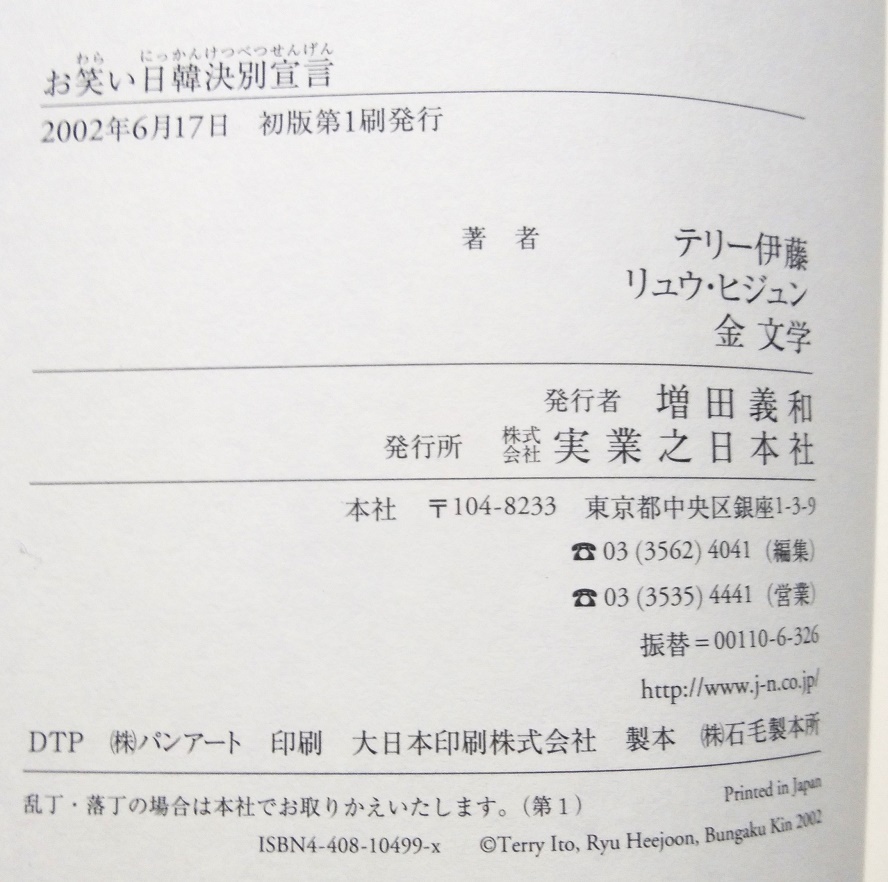 わら にっかんけつべつせんげん
お笑い日韓決別宣言
2002年6月17日 初版第1刷発行
著 者 テリー伊藤
リュウ・ヒジュン
金 文学
発行者 増田義和
発行所 株式会社 実業之日本社
本社 〒104-8233 東京都中央区銀座1-3-9
☎03(3562)4041(編集)
☎03(3535)4441(営業)
振替=00110-6-326
http://www.j-n.co.jp/
DTP ㈱バンアート 印刷 大日本印刷株式会社 製本 ㈱石毛製本所
乱丁・落丁の場合は本社でお取りかえいたします。(第1)
Printed in Japan
ISBN4-408-10499-x ©Terry Ito, Ryu Heejoon, Bungaku Kin 2002